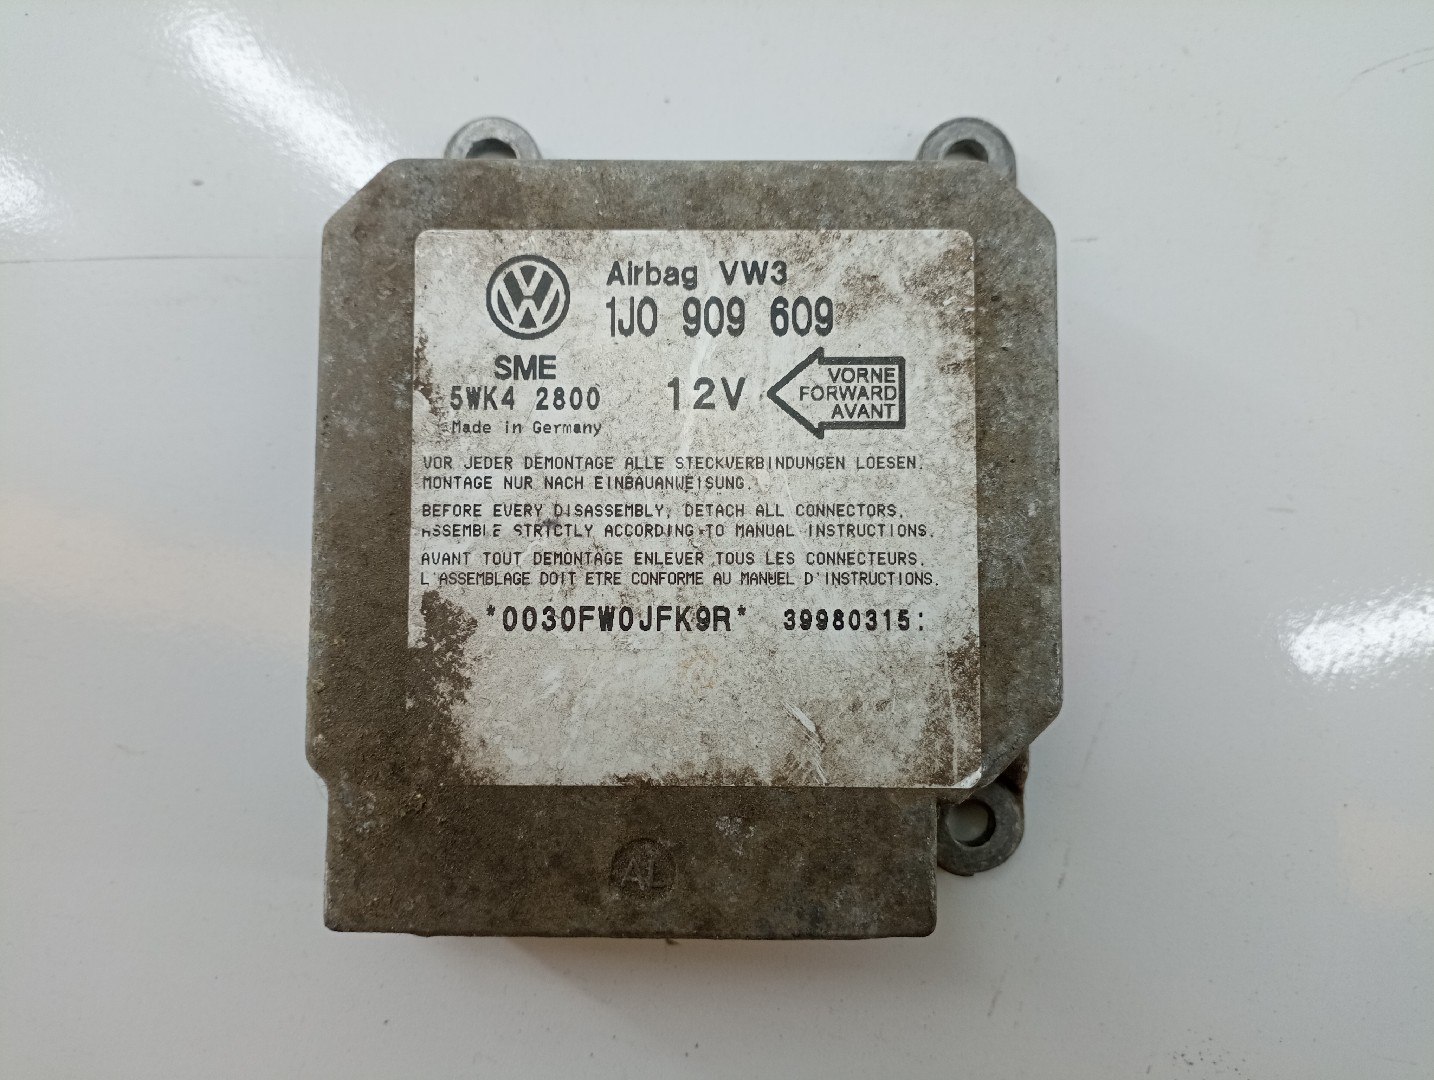 Airbag VW3
1J0 909 609
SME
5WK4 2800
12V
VORNE
FORWARD
AVANT
Made in Germany
VOR JEDER DEMONTAGE ALLE STECKVERBINDUNGEN LOESEN.
MONTAGE NUR NACH EINBAUANWEISUNG.
BEFORE EVERY DISASSEMBLY, DETACH ALL CONNECTORS.
ASSEMBLE STRICTLY ACCORDING TO MANUAL INSTRUCTIONS.
AVANT TOUT DEMONTAGE ENLEVER TOUS LES CONNECTEURS.
L'ASSEMBLAGE DOIT ETRE CONFORME AU MANUEL D'INSTRUCTIONS.
*0030FW0JFK9R* 39980315:
AL